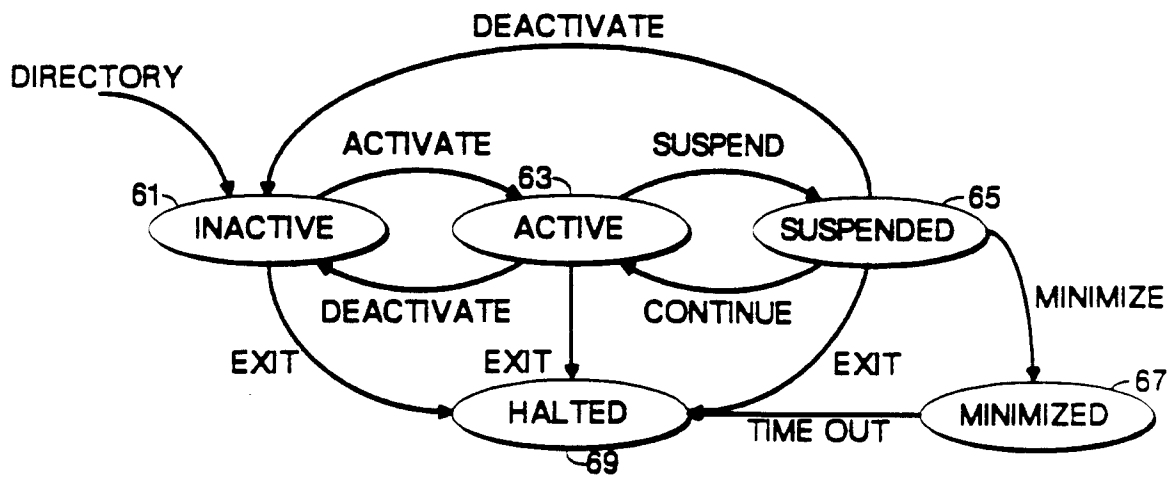 DEACTIVATE
DIRECTORY
ACTIVATE
SUSPEND
61
63
65
INACTIVE
ACTIVE
SUSPENDED
DEACTIVATE
CONTINUE
MINIMIZE
EXIT
EXIT
EXIT
67
HALTED
TIME OUT
MINIMIZED
69